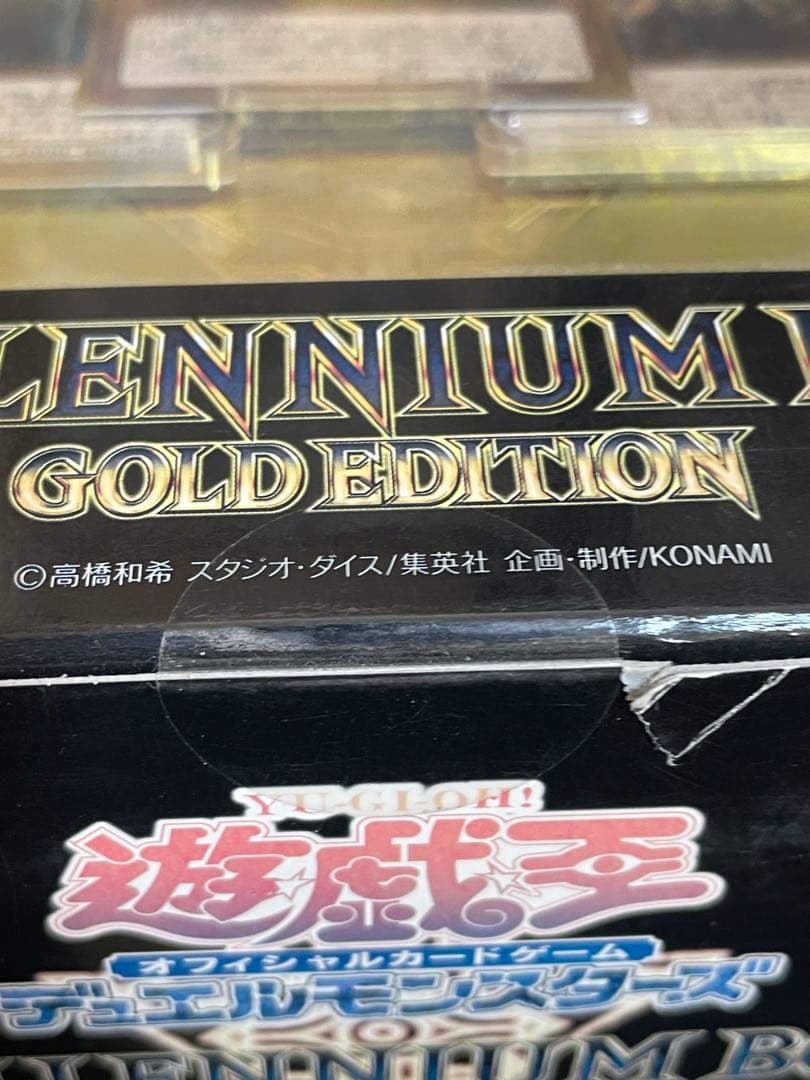 LENNIUM
GOLD EDITION
©高橋和希 スタジオ・ダイス/集英社 企画・制作/KONAMI
YU-GI-OH!
遊☆戯☆王
オフィシャルカードゲーム
デュエルモンスターズ
LENNIUM B